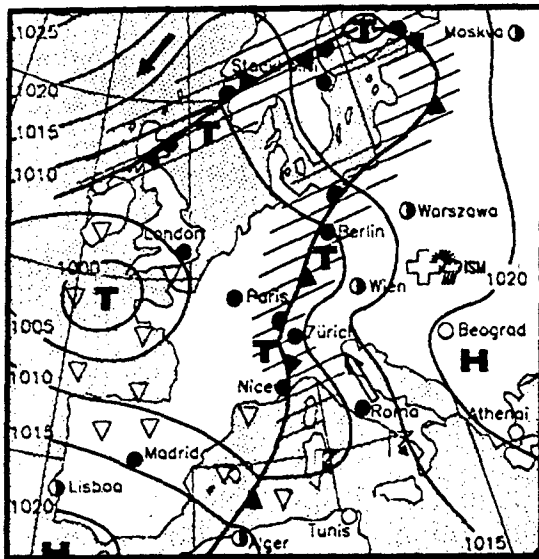 1025
T
Moskva
1020
1015
T
1010
London
Warszawa
Berlin
T
1000
T
ISM
Wien
1020
Paris
1005
Zürich
Beograd
T
H
1010
Nice
Roma
Athenai
1015
Madrid
Lisboa
1020
Tunis
Alger
1015
H